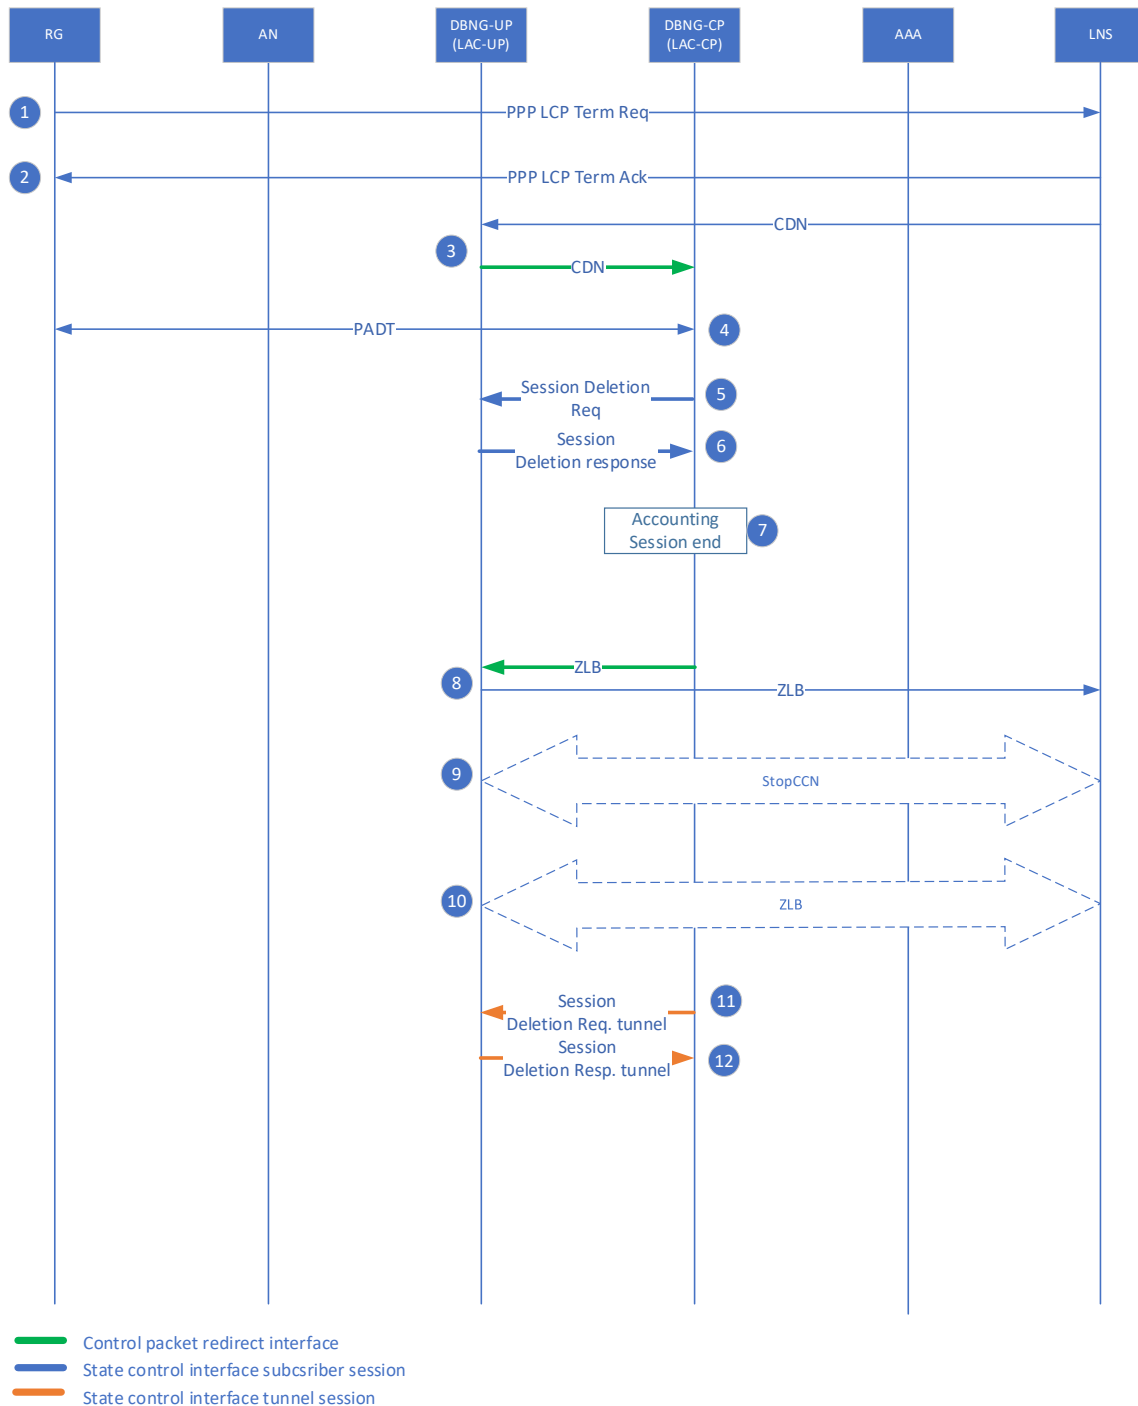 RG
AN
DBNG-UP
(LAC-UP)
DBNG-CP
(LAC-CP)
AAA
LNS
1
PPP LCP Term Req
2
PPP LCP Term Ack
CDN
3
CDN
PADT
4
Session Deletion
Req
5
Session
Deletion response
6
Accounting
Session end
7
ZLB
8
ZLB
9
StopCCN
10
ZLB
11
Session
Deletion Req. tunnel
Session
Deletion Resp. tunnel
12
Control packet redirect interface
State control interface subcsriber session
State control interface tunnel session